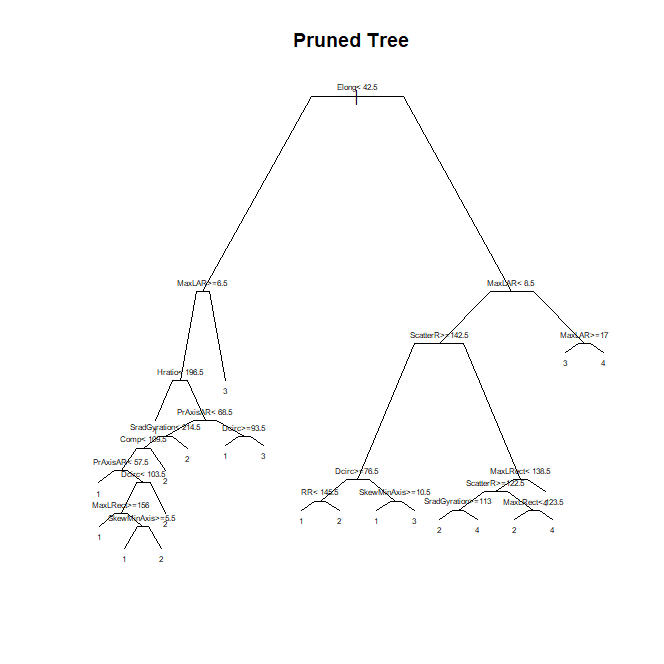 Pruned Tree
Elong< 42.5
MaxLAR>=6.5
MaxLAR< 8.5
ScatterR>=142.5
MaxLAR>=17
3
4
Hratio< 196.5
3
PrAxisAR< 68.5
SradGyration< 214.5
Dcirc>=93.5
1
Comp< 109.5
2
1
3
PrAxisAR< 57.5
2
Dcirc< 103.5
1
MaxLRect>=156
2
SkewMinAxis>=5.5
1
1
2
Dcirc>=76.5
MaxLRect< 138.5
ScatterR>=122.5
RR< 145.5
SkewMinAxis>=10.5
SradGyration>=113
MaxLRect< 123.5
1
2
1
3
2
4
2
4